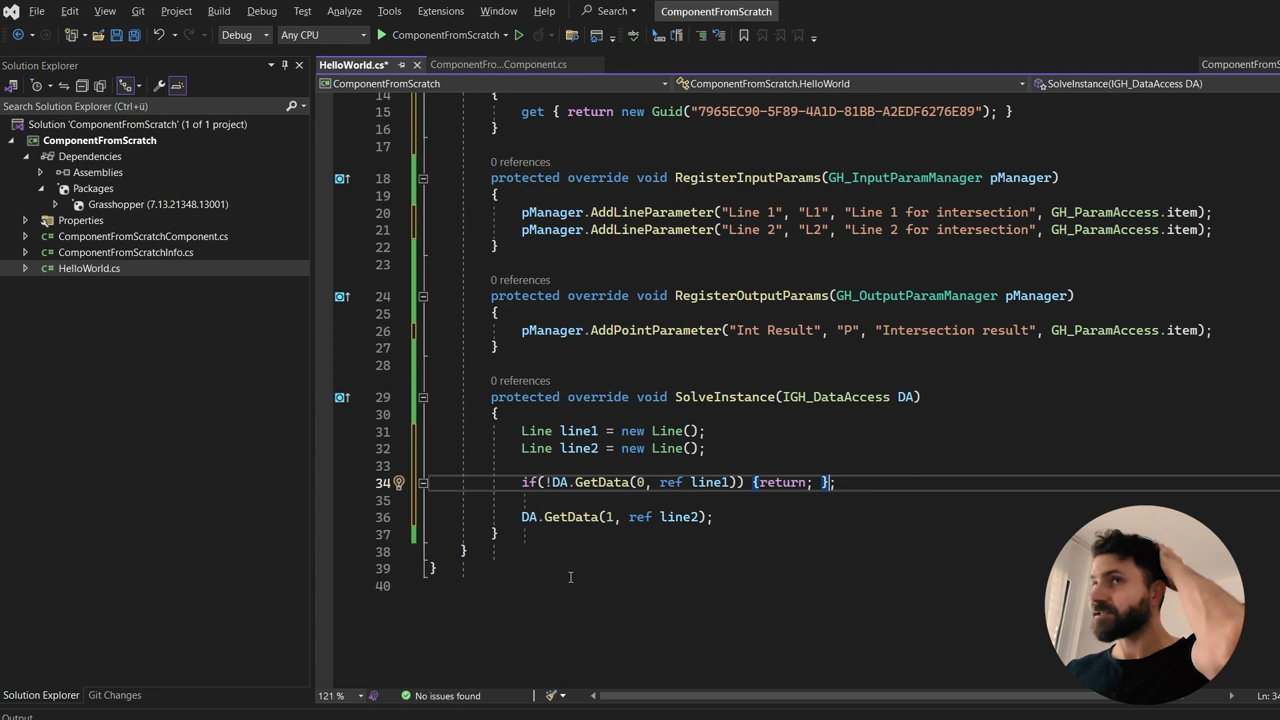 File Edit View Git Project Build Debug Test Analyze Tools Extensions Window Help Search ComponentFromScratch
Debug Any CPU ComponentFromScratch
Solution Explorer
HelloWorld.cs* ComponentFro...Component.cs ComponentFromScra
ComponentFromScratch ComponentFromScratch.HelloWorld SolveInstance(IGH_DataAccess DA)
Search Solution Explorer (Ctrl+ü)
Solution 'ComponentFromScratch' (1 of 1 project)
ComponentFromScratch
Dependencies
Assemblies
Packages
Grasshopper (7.13.21348.13001)
Properties
ComponentFromScratchComponent.cs
ComponentFromScratchInfo.cs
HelloWorld.cs
14 {
15 get { return new Guid("7965EC90-5F89-4A1D-81BB-A2EDF6276E89"); }
16 }
17
0 references
18 protected override void RegisterInputParams(GH_InputParamManager pManager)
19 {
20 pManager.AddLineParameter("Line 1", "L1", "Line 1 for intersection", GH_ParamAccess.item);
21 pManager.AddLineParameter("Line 2", "L2", "Line 2 for intersection", GH_ParamAccess.item);
22 }
23
0 references
24 protected override void RegisterOutputParams(GH_OutputParamManager pManager)
25 {
26 pManager.AddPointParameter("Int Result", "P", "Intersection result", GH_ParamAccess.item);
27 }
28
0 references
29 protected override void SolveInstance(IGH_DataAccess DA)
30 {
31 Line line1 = new Line();
32 Line line2 = new Line();
33
34 if(!DA.GetData(0, ref line1)) {return; };
35
36 DA.GetData(1, ref line2);
37 }
38 }
39 }
40
121 % No issues found
Solution Explorer Git Changes
Output